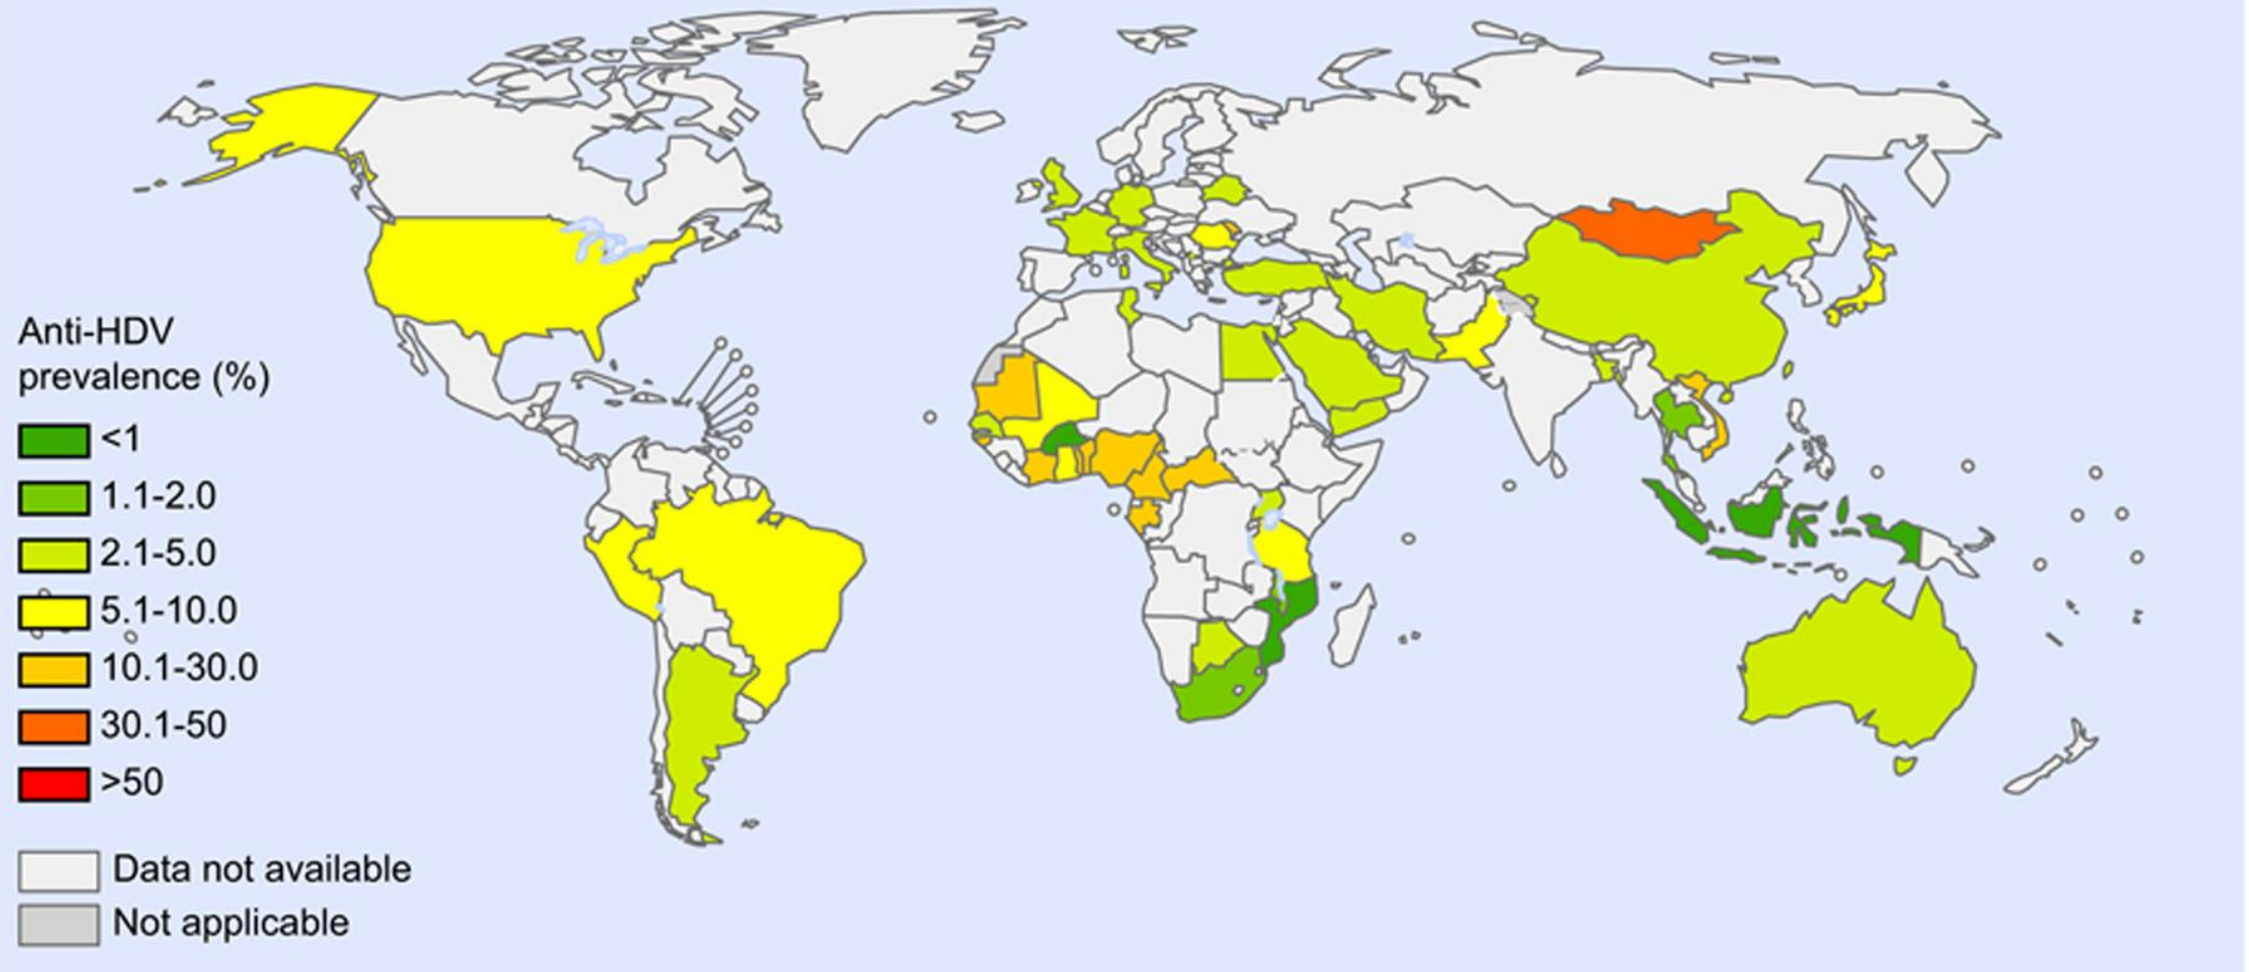 Anti-HDV
prevalence (%)
<1
1.1-2.0
2.1-5.0
5.1-10.0
10.1-30.0
30.1-50
>50
Data not available
Not applicable